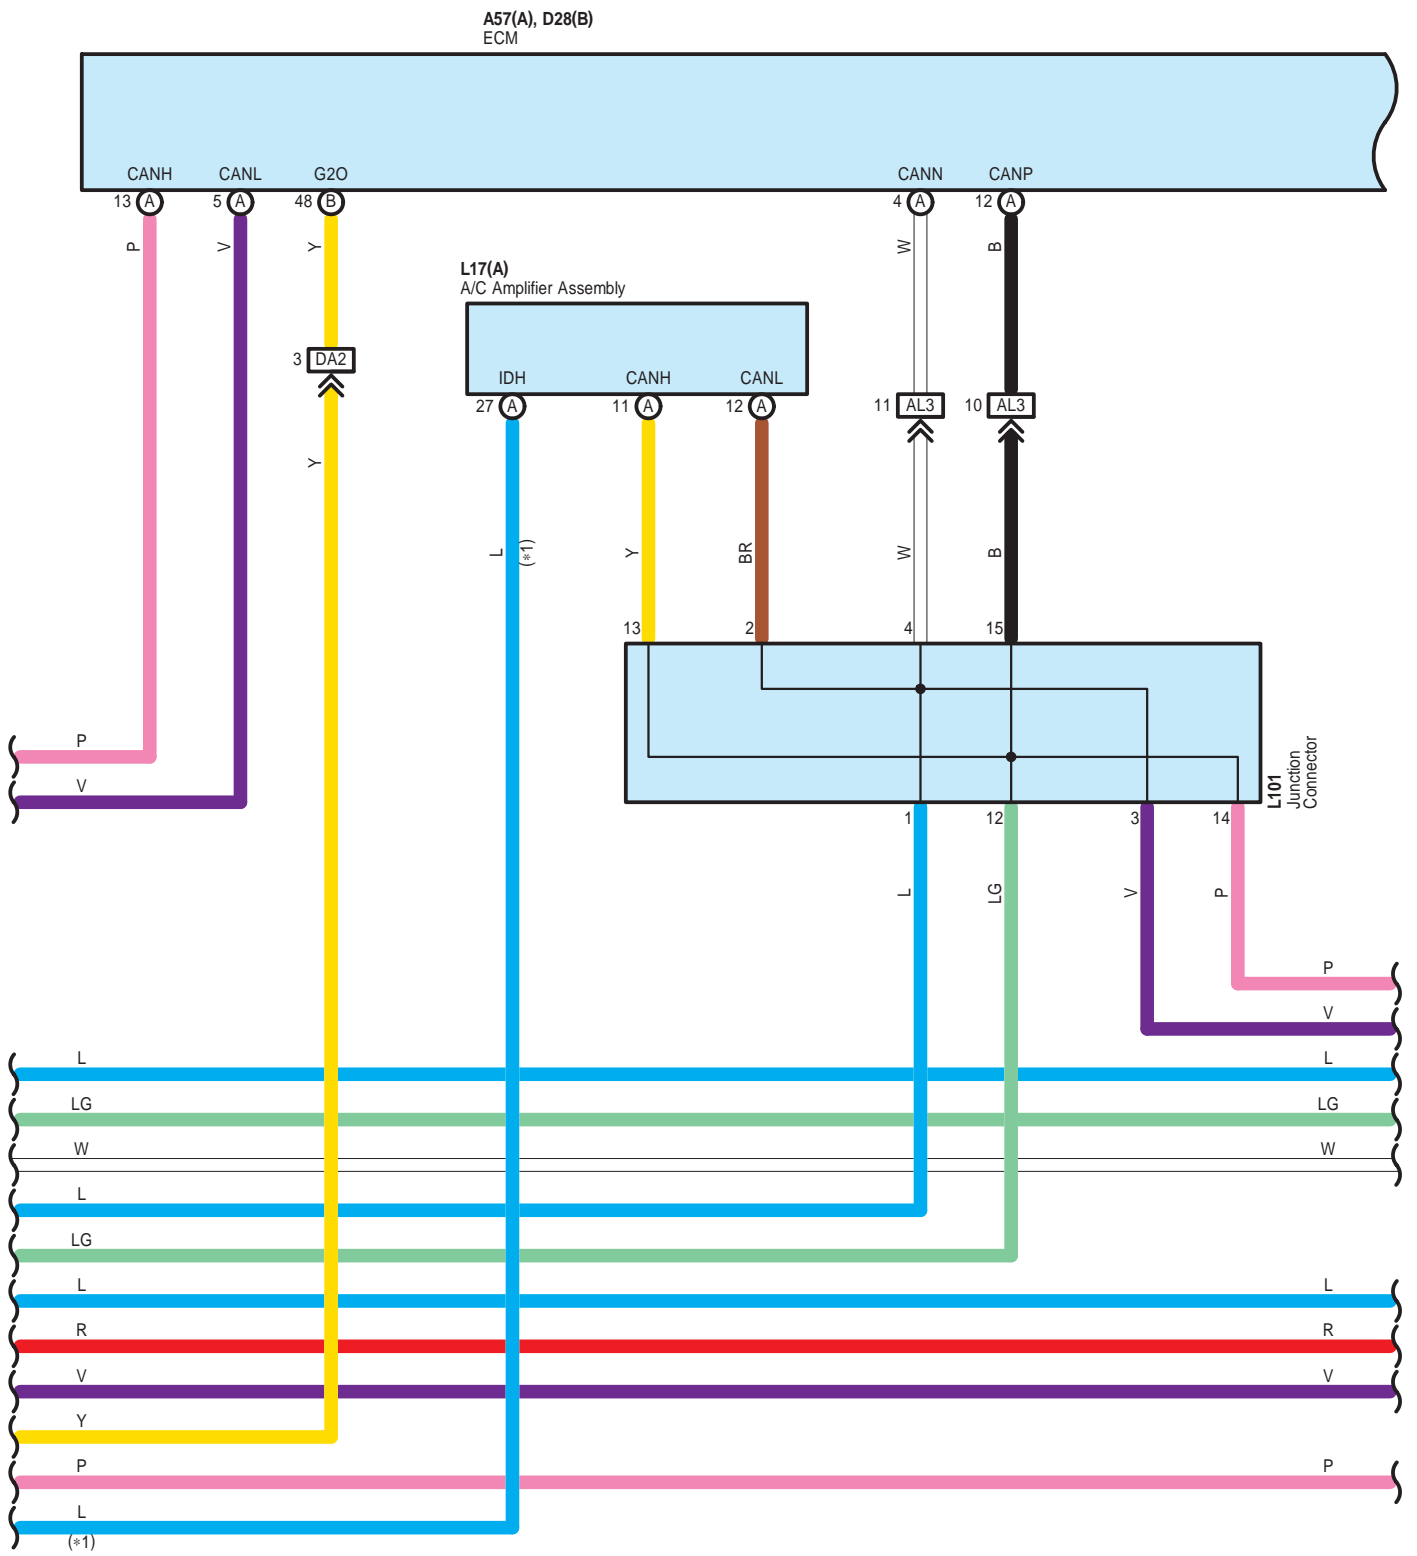 A57(A), D28(B)
ECM
CANH CANL G2O CANN CANP
13 A 5 A 48 B 4 A 12 A
P V Y W B
L17(A)
A/C Amplifier Assembly
3 DA2
IDH CANH CANL
27 A 11 A 12 A
11 AL3 10 AL3
Y
L (*1) Y BR W B
13 2 4 15
L101
Junction
Connector
P
V
1 12 3 14
L LG V P
P
V
L L
LG LG
W W
L
LG
L L
R R
V V
Y
P P
L
(*1)